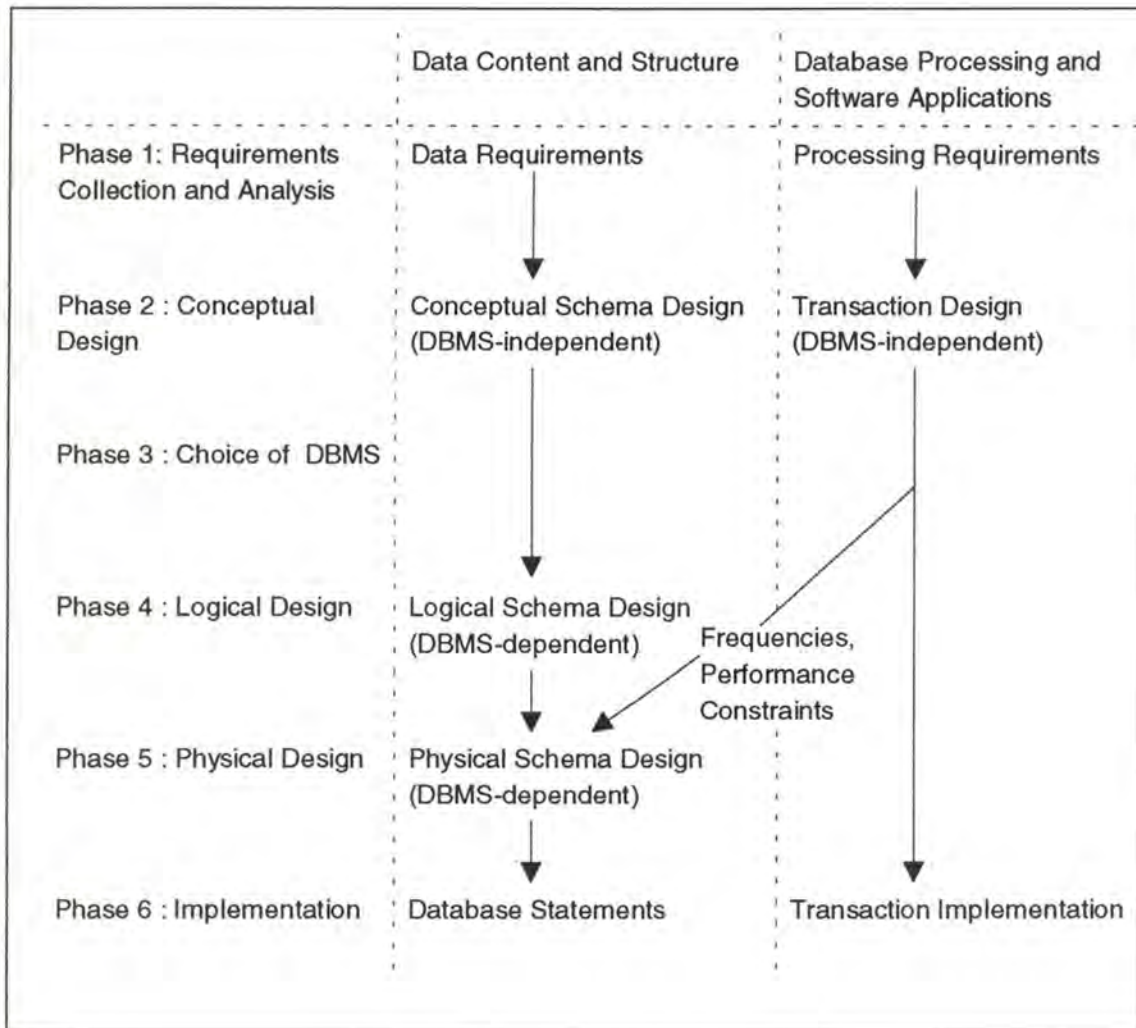 Data Content and Structure
Database Processing and
Software Applications
Phase 1: Requirements
Collection and Analysis
Data Requirements
Processing Requirements
Phase 2 : Conceptual
Design
Conceptual Schema Design
(DBMS-independent)
Transaction Design
(DBMS-independent)
Phase 3 : Choice of DBMS
Phase 4 : Logical Design
Logical Schema Design
(DBMS-dependent)
Frequencies,
Performance
Constraints
Phase 5 : Physical Design
Physical Schema Design
(DBMS-dependent)
Phase 6 : Implementation
Database Statements
Transaction Implementation